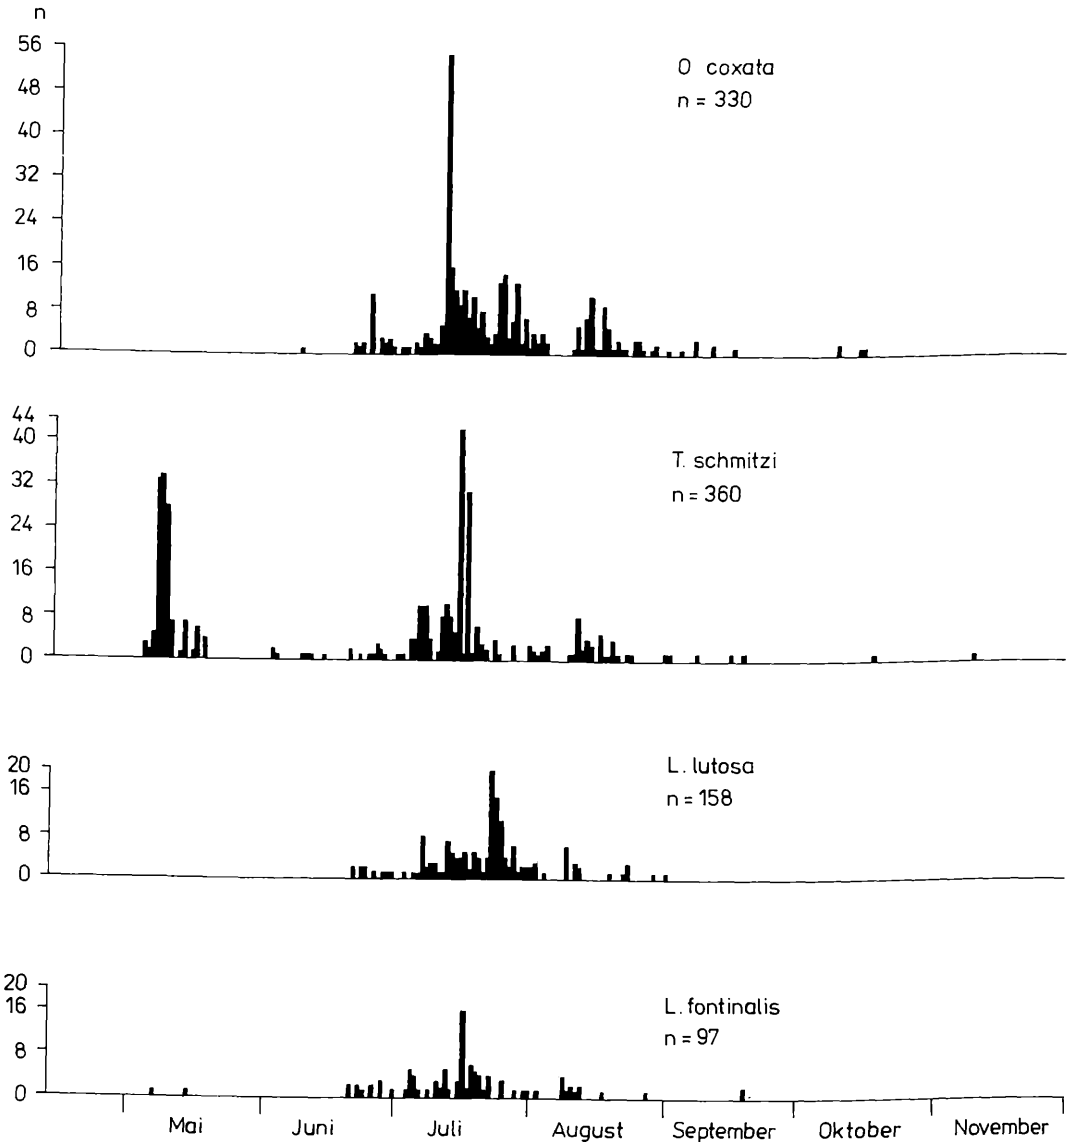 n
56
48
40
32
24
16
8
0
O coxata
n = 330
44
40
32
24
16
8
0
T. schmitzi
n = 360
20
16
8
0
L. lutosa
n = 158
20
16
8
0
L. fontinalis
n = 97
Mai Juni Juli August September Oktober November